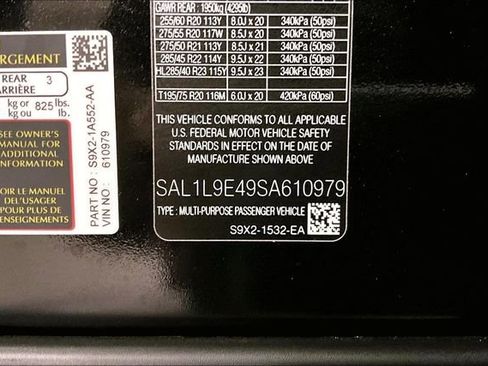 RGEMENT
REAR 3
ARRIÈRE
kg or 825 lbs.
kg ou lb.
SEE OWNER'S
MANUAL FOR
ADDITIONAL
INFORMATION
VOIR LE MANUEL
DE L'USAGER
POUR PLUS DE
RENSEIGNEMENTS
PART NO : S9X2-1A552-AA
VIN NO : 610979
GAWR REAR : 1950kg (4295lb)
255/60 R20 113Y 8.0J x 20 340kPa (50psi)
275/55 R20 117W 8.0J x 20 340kPa (50psi)
275/50 R21 113Y 8.5J x 21 340kPa (50psi)
285/45 R22 114Y 9.5J x 22 340kPa (50psi)
HL285/40 R23 115Y 9.5J x 23 340kPa (50psi)
T195/75 R20 116M 6.0J x 20 420kPa (60psi)
THIS VEHICLE CONFORMS TO ALL APPLICABLE
U.S. FEDERAL MOTOR VEHICLE SAFETY
STANDARDS IN EFFECT ON THE DATE OF
MANUFACTURE SHOWN ABOVE
SAL1L9E49SA610979
TYPE : MULTI-PURPOSE PASSENGER VEHICLE
S9X2-1532-EA